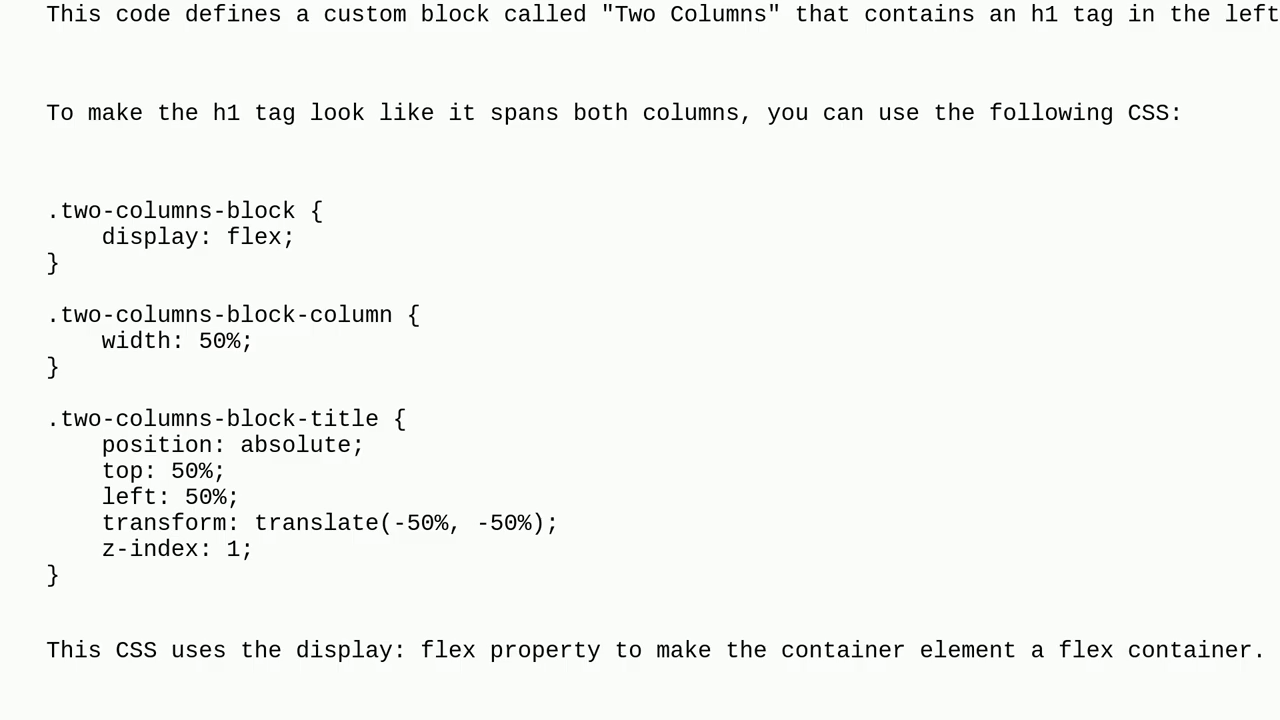 This code defines a custom block called "Two Columns" that contains an h1 tag in the left
To make the h1 tag look like it spans both columns, you can use the following CSS:
.two-columns-block {
    display: flex;
}
.two-columns-block-column {
    width: 50%;
}
.two-columns-block-title {
    position: absolute;
    top: 50%;
    left: 50%;
    transform: translate(-50%, -50%);
    z-index: 1;
}
This CSS uses the display: flex property to make the container element a flex container.